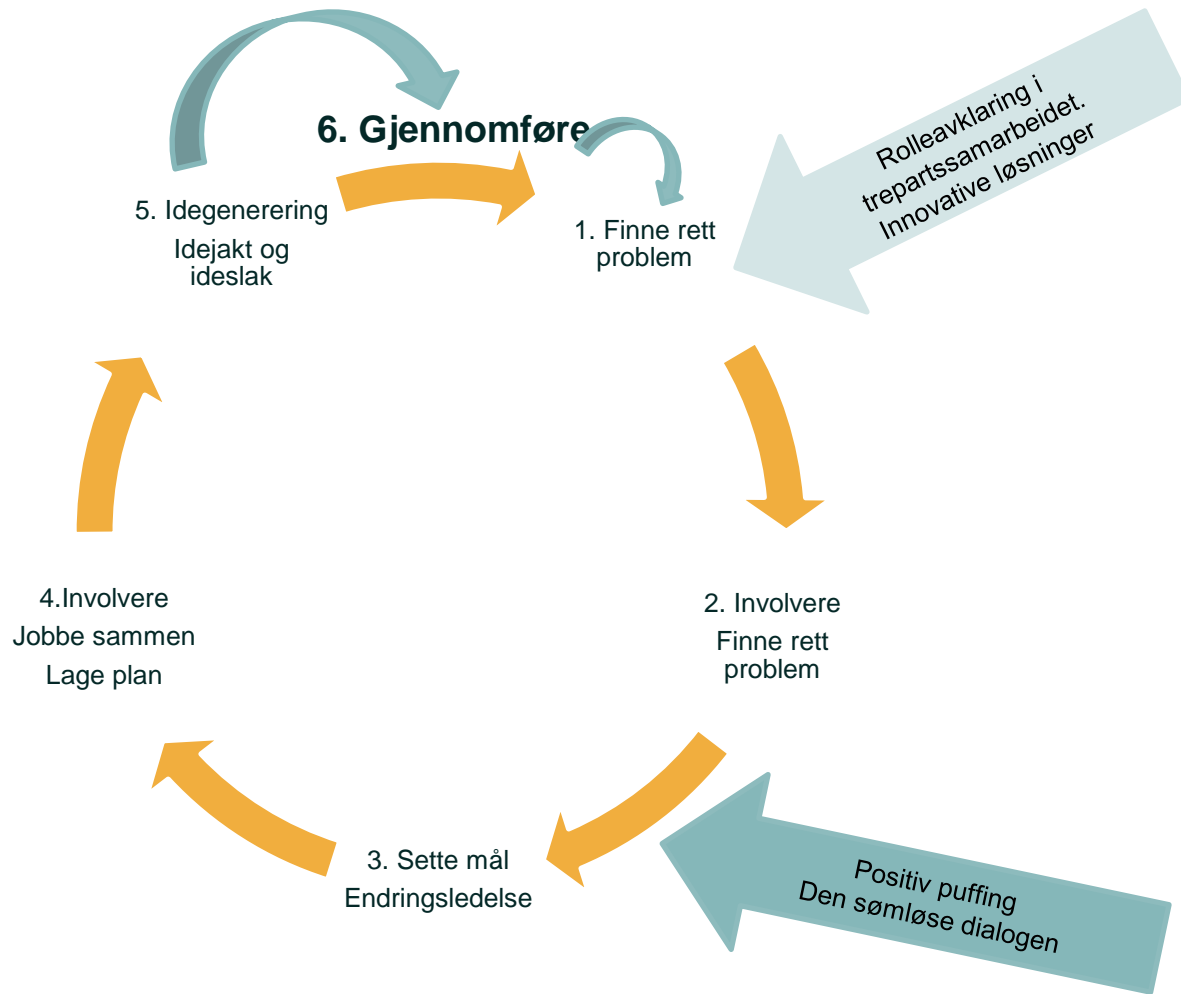 6. Gjennomføre
Rolleavklaring i
trepartssamarbeidet.
Innovative løsninger
1. Finne rett
problem
2. Involvere
Finne rett
problem
Positiv puffing
Den sømløse dialogen
3. Sette mål
Endringsledelse
4.Involvere
Jobbe sammen
Lage plan
5. Idegenerering
Idejakt og
ideslak